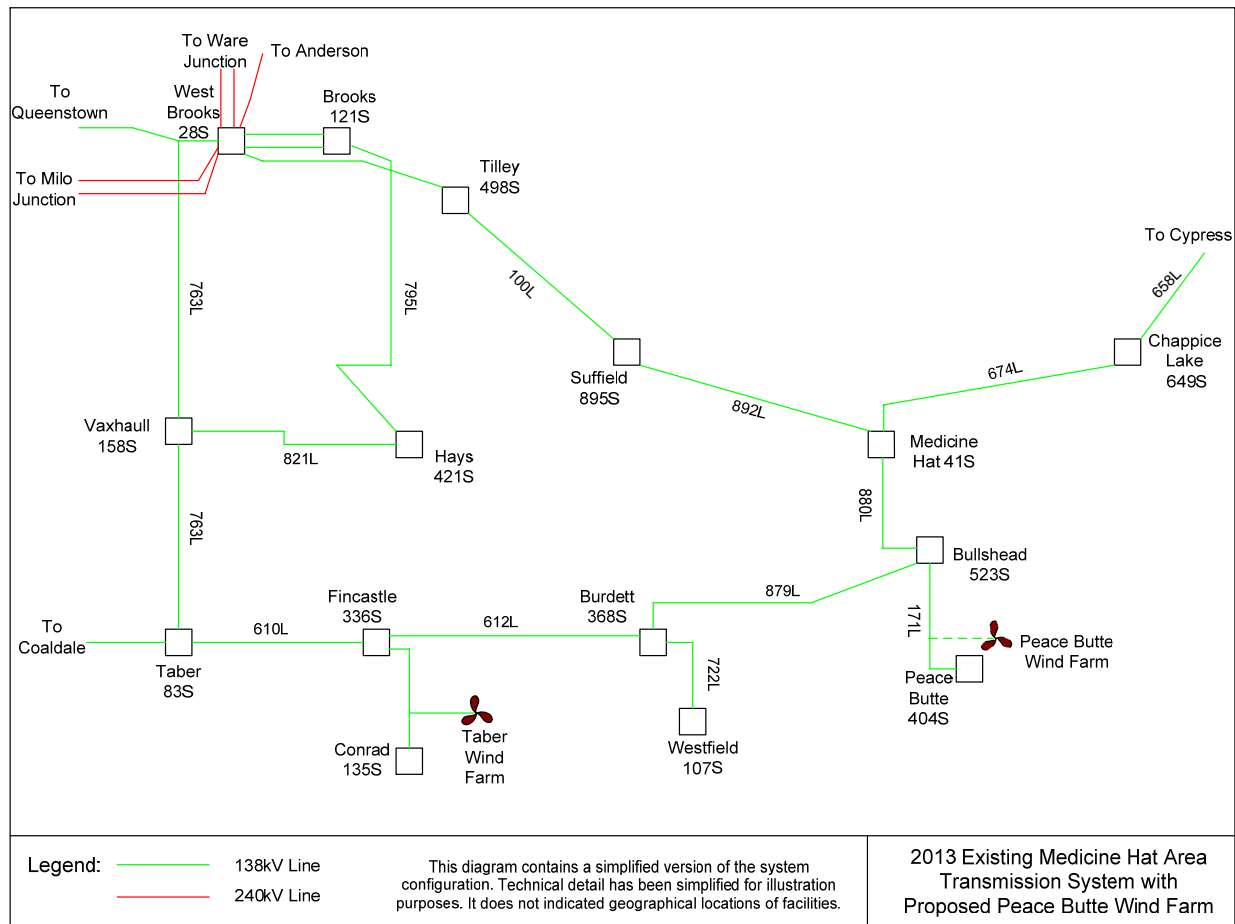 To Ware
Junction
To Anderson
To
Queenstown
West
Brooks
28S
Brooks
121S
To Milo
Junction
Tilley
498S
To Cypress
763L
795L
100L
658L
Suffield
895S
892L
674L
Chappice
Lake
649S
Vaxhaull
158S
821L
Hays
421S
Medicine
Hat 41S
880L
763L
Bullshead
523S
Fincastle
336S
Burdett
368S
879L
171L
To
Coaldale
610L
612L
Taber
83S
722L
Peace Butte
Wind Farm
Peace
Butte
404S
Conrad
135S
Taber
Wind
Farm
Westfield
107S
Legend:
138kV Line
240kV Line
This diagram contains a simplified version of the system
configuration. Technical detail has been simplified for illustration
purposes. It does not indicated geographical locations of facilities.
2013 Existing Medicine Hat Area
Transmission System with
Proposed Peace Butte Wind Farm